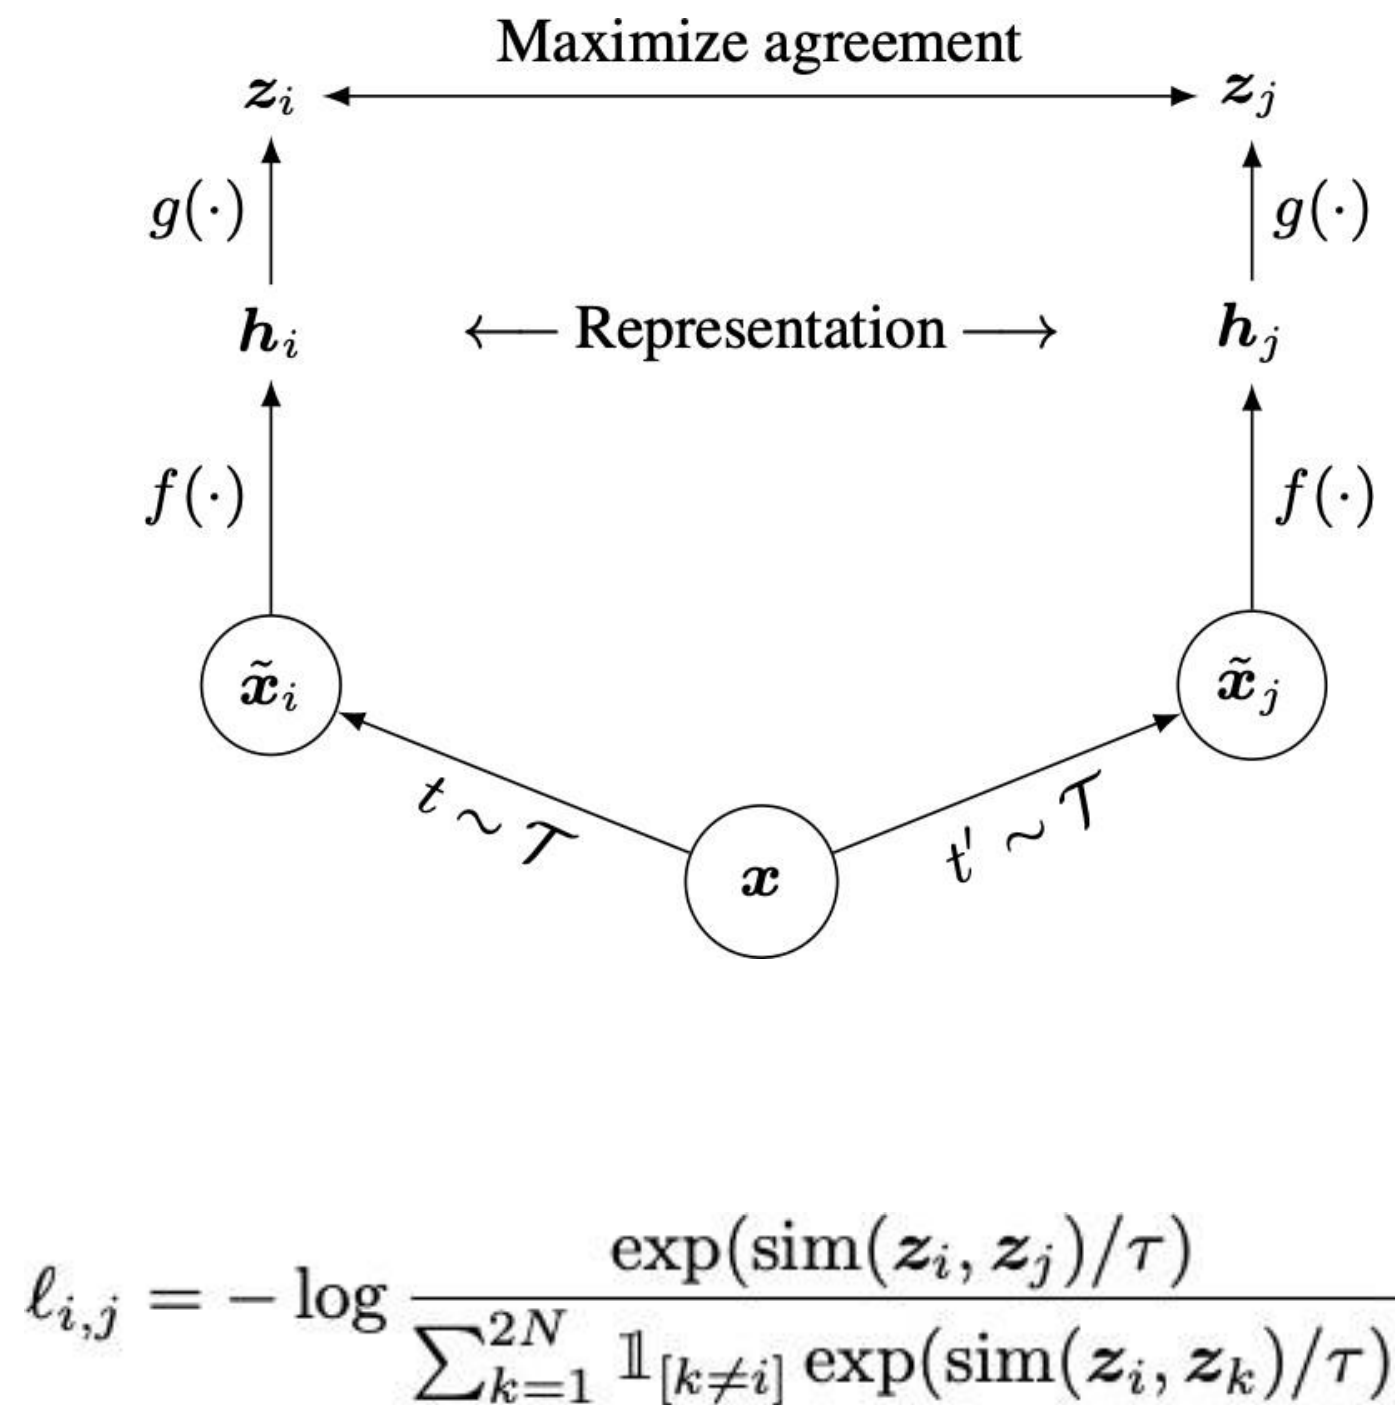 Maximize agreement
z_i z_j
g(·) g(·)
h_i ← Representation → h_j
f(·) f(·)
x̃_i x̃_j
t ~ 𝒯 t′ ~ 𝒯
x
ℓ_{i,j} = − log exp(sim(z_i, z_j)/τ) / ∑_{k=1}^{2N} 𝟙_{[k≠i]} exp(sim(z_i, z_k)/τ)